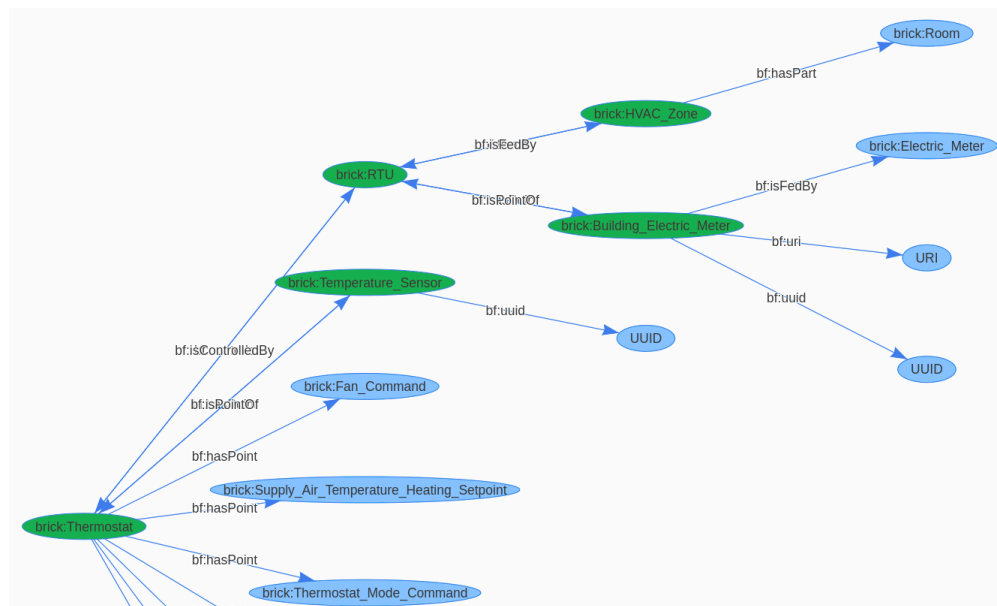 brick:Room
bf:hasPart
brick:HVAC_Zone
brick:Electric_Meter
bf:isFedBy
brick:RTU
bf:isFedBy
bf:isPointOf
brick:Building_Electric_Meter
bf:uri
URI
brick:Temperature_Sensor
bf:uuid
bf:uuid
UUID
bf:isControlledBy
UUID
brick:Fan_Command
bf:isPointOf
bf:hasPoint
brick:Supply_Air_Temperature_Heating_Setpoint
bf:hasPoint
brick:Thermostat
bf:hasPoint
brick:Thermostat_Mode_Command